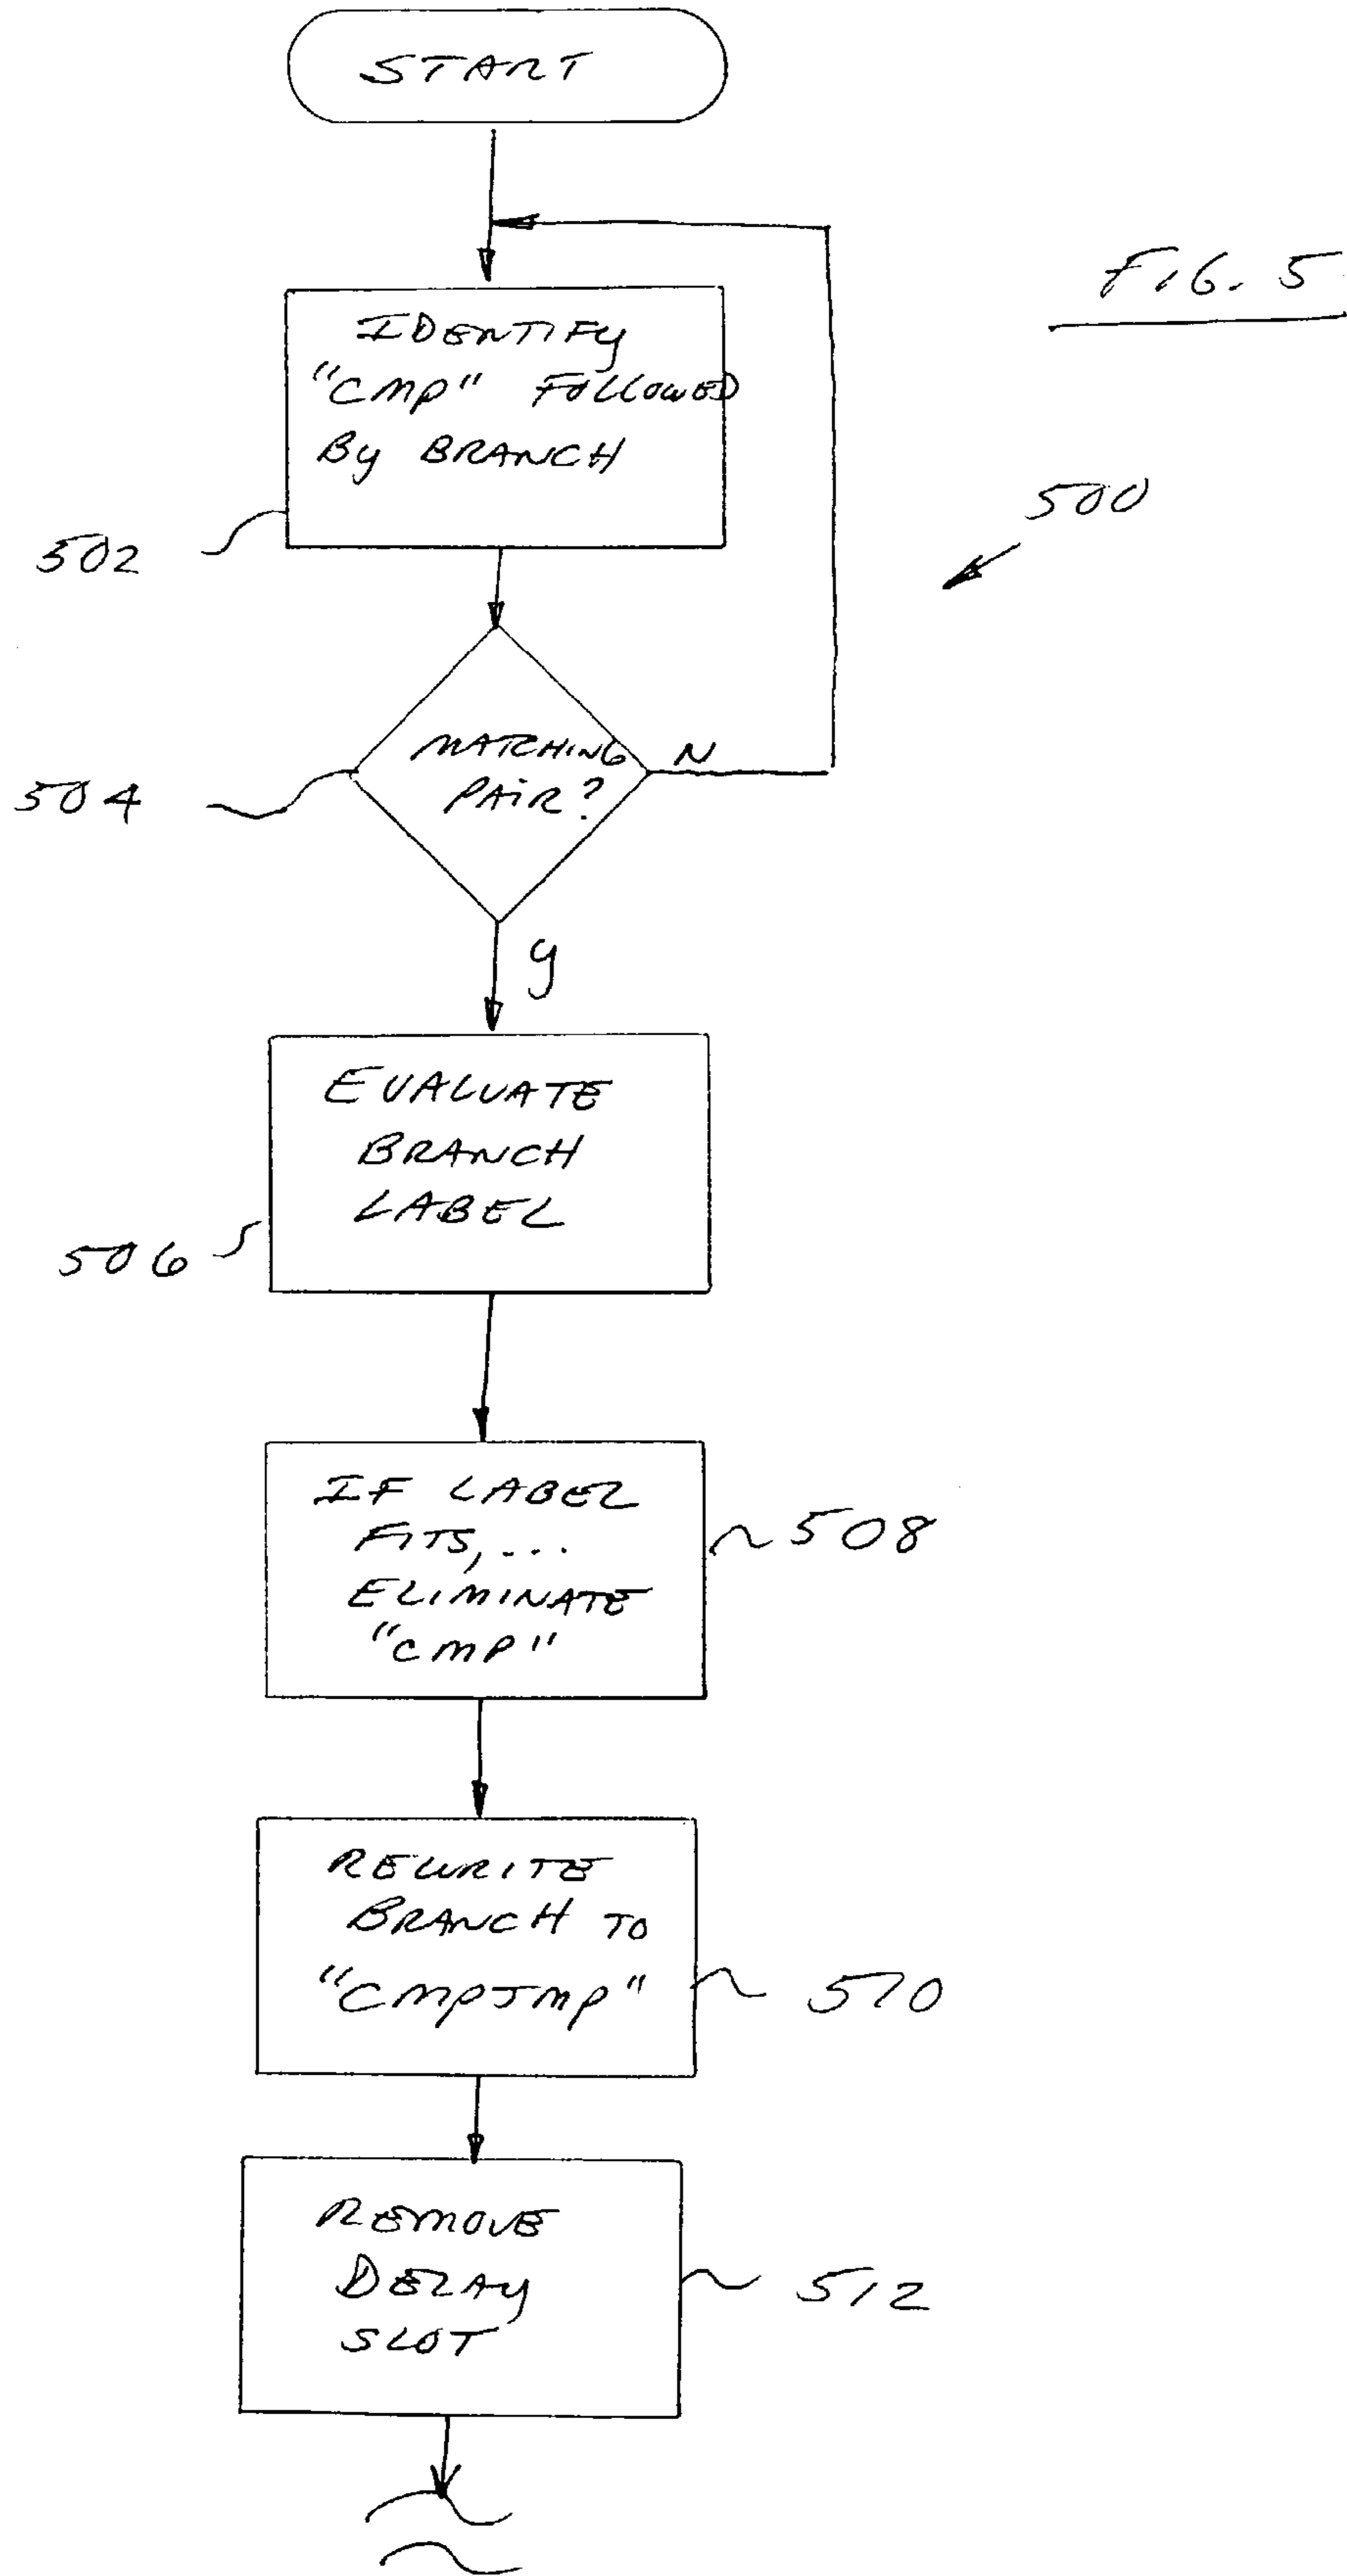 START
FIG. 5
IDENTIFY
"CMP" FOLLOWED
By BRANCH
500
502
MATCHING
PAIR?
N
504
y
EVALUATE
BRANCH
LABEL
506
IF LABEL
FITS,...
ELIMINATE
"CMP"
508
REWRITE
BRANCH TO
"CMPJMP"
510
REMOVE
DELAY
SLOT
512